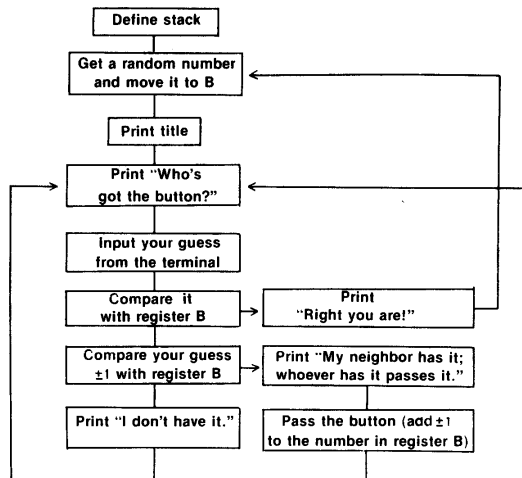 Define stack
Get a random number
and move it to B
Print title
Print "Who's
got the button?"
Input your guess
from the terminal
Compare it
with register B
Print
"Right you are!"
Compare your guess
±1 with register B
Print "My neighbor has it;
whoever has it passes it."
Print "I don't have it."
Pass the button (add ±1
to the number in register B)